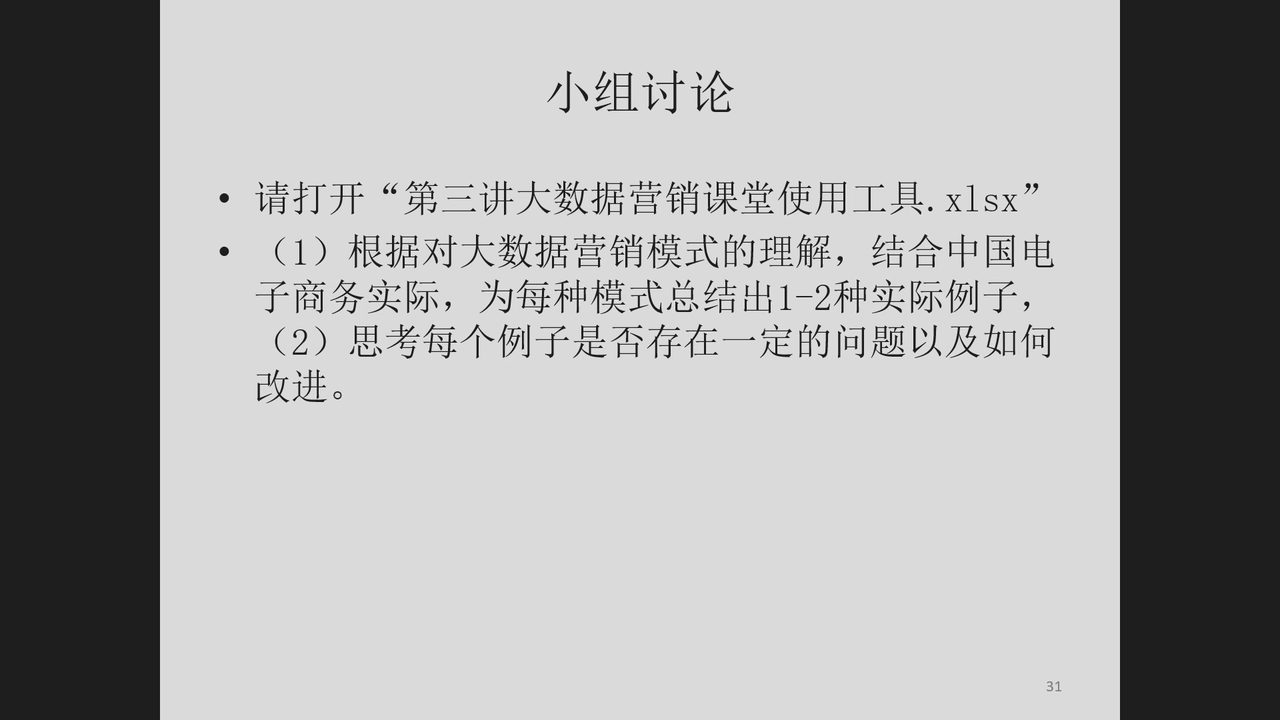 小组讨论
• 请打开“第三讲大数据营销课堂使用工具.xlsx”
• （1）根据对大数据营销模式的理解，结合中国电
子商务实际，为每种模式总结出1-2种实际例子，
（2）思考每个例子是否存在一定的问题以及如何
改进。
31